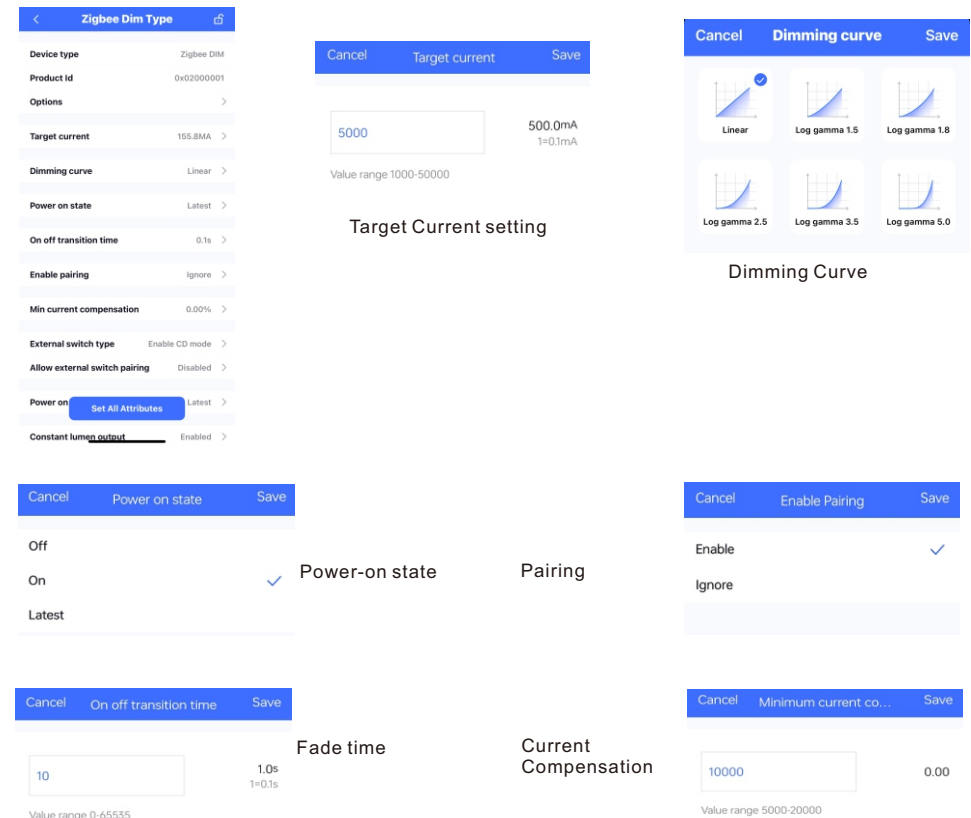 Zigbee Dim Type
Device type Zigbee DIM
Product Id 0x02000001
Options
Target current 155.8MA
Dimming curve Linear
Power on state Latest
On off transition time 0.1s
Enable pairing Ignore
Min current compensation 0.00%
External switch type Enable CD mode
Allow external switch pairing Disabled
Power on Latest
Set All Attributes
Constant lumen output Enabled
Cancel Target current Save
5000 500.0mA
1=0.1mA
Value range 1000-50000
Target Current setting
Cancel Dimming curve Save
Linear Log gamma 1.5 Log gamma 1.8
Log gamma 2.5 Log gamma 3.5 Log gamma 5.0
Dimming Curve
Cancel Power on state Save
Off
On
Latest
Power-on state
Pairing
Cancel Enable Pairing Save
Enable
Ignore
Cancel On off transition time Save
10 1.0s
1=0.1s
Value range 0-65535
Fade time
Current
Compensation
Cancel Minimum current co... Save
10000 0.00
Value range 5000-20000